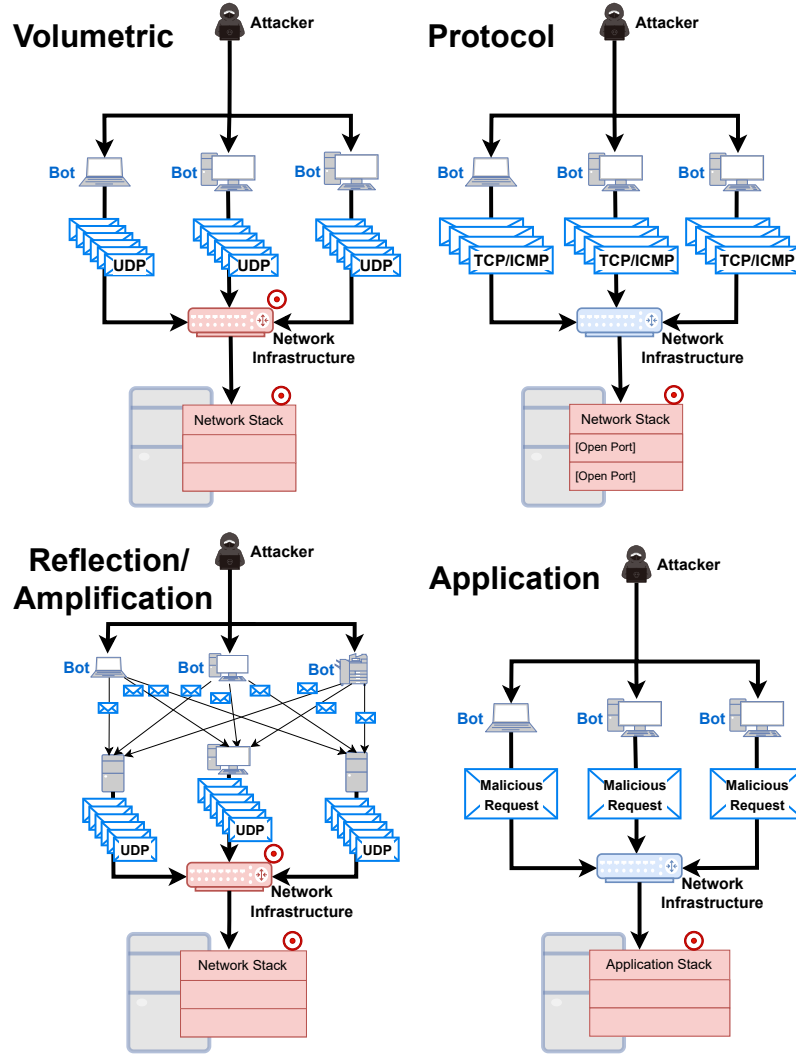 Volumetric
Attacker
Bot
Bot
Bot
UDP
UDP
UDP
Network
Infrastructure
Network Stack
Protocol
Attacker
Bot
Bot
Bot
TCP/ICMP
TCP/ICMP
TCP/ICMP
Network
Infrastructure
Network Stack
[Open Port]
[Open Port]
Reflection/
Amplification
Attacker
Bot
Bot
Bot
UDP
UDP
UDP
Network
Infrastructure
Network Stack
Application
Attacker
Bot
Bot
Bot
Malicious
Request
Malicious
Request
Malicious
Request
Network
Infrastructure
Application Stack